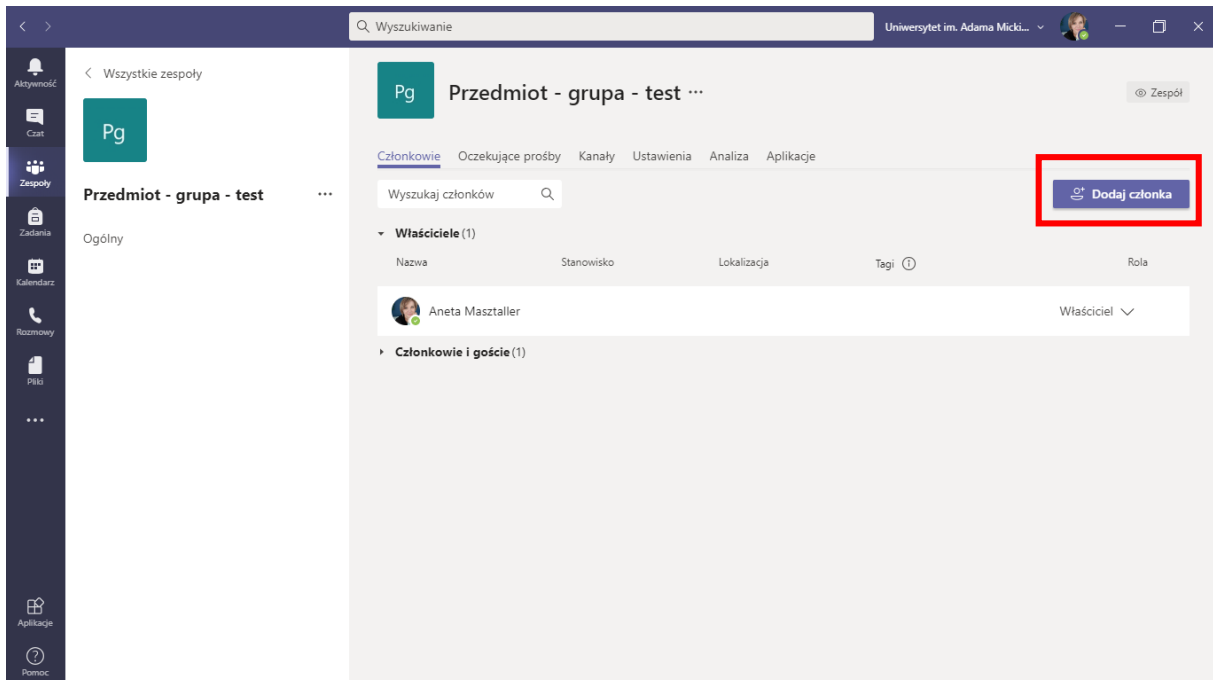 Wyszukiwanie
Uniwersytet im. Adama Micki...
Aktywność
Czat
Zespoły
Zadania
Kalendarz
Rozmowy
Pliki
Aplikacje
Pomoc
Wszystkie zespoły
Pg
Przedmiot - grupa - test ...
Ogólny
Pg
Przedmiot - grupa - test ...
Zespół
Członkowie Oczekujące prośby Kanały Ustawienia Analiza Aplikacje
Wyszukaj członków
Dodaj członka
Właściciele (1)
Nazwa Stanowisko Lokalizacja Tagi Rola
Aneta Masztaller Właściciel
Członkowie i goście (1)